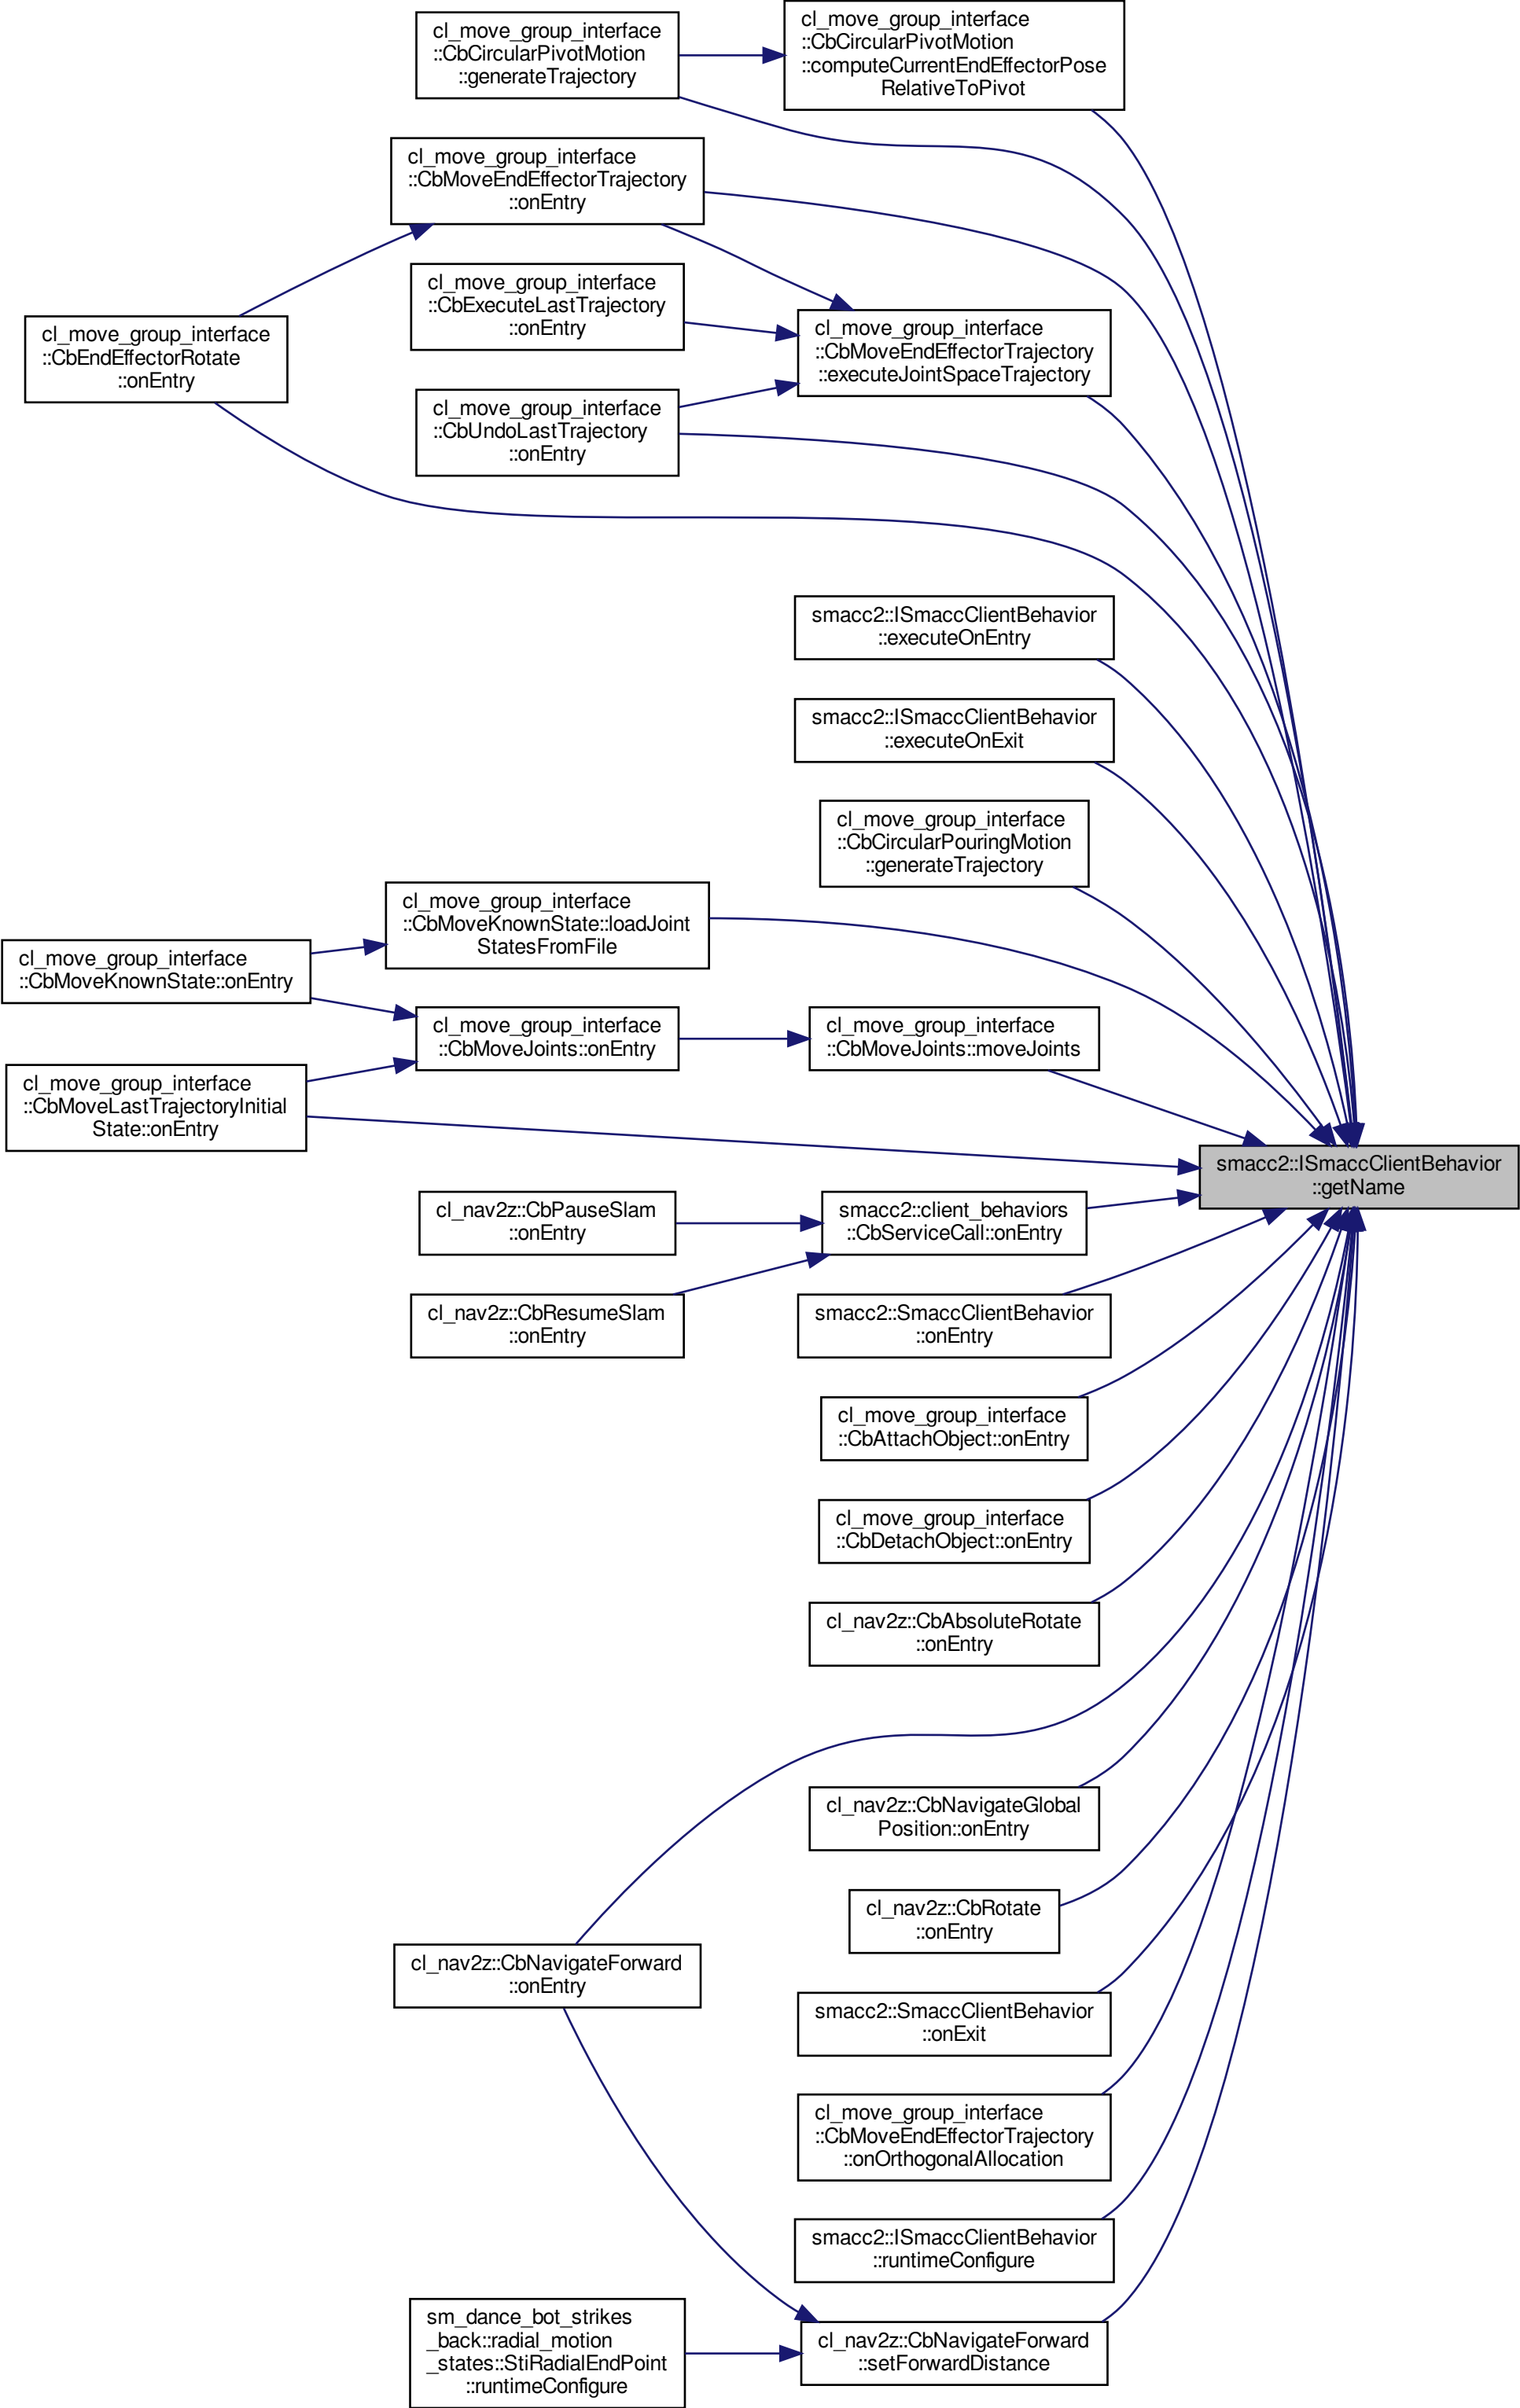 cl_move_group_interface
::CbCircularPivotMotion
::generateTrajectory
cl_move_group_interface
::CbCircularPivotMotion
::computeCurrentEndEffectorPose
RelativeToPivot
cl_move_group_interface
::CbMoveEndEffectorTrajectory
::onEntry
cl_move_group_interface
::CbExecuteLastTrajectory
::onEntry
cl_move_group_interface
::CbEndEffectorRotate
::onEntry
cl_move_group_interface
::CbMoveEndEffectorTrajectory
::executeJointSpaceTrajectory
cl_move_group_interface
::CbUndoLastTrajectory
::onEntry
smacc2::ISmaccClientBehavior
::executeOnEntry
smacc2::ISmaccClientBehavior
::executeOnExit
cl_move_group_interface
::CbCircularPouringMotion
::generateTrajectory
cl_move_group_interface
::CbMoveKnownState::loadJoint
StatesFromFile
cl_move_group_interface
::CbMoveKnownState::onEntry
cl_move_group_interface
::CbMoveJoints::onEntry
cl_move_group_interface
::CbMoveJoints::moveJoints
cl_move_group_interface
::CbMoveLastTrajectoryInitial
State::onEntry
smacc2::ISmaccClientBehavior
::getName
cl_nav2z::CbPauseSlam
::onEntry
smacc2::client_behaviors
::CbServiceCall::onEntry
cl_nav2z::CbResumeSlam
::onEntry
smacc2::SmaccClientBehavior
::onEntry
cl_move_group_interface
::CbAttachObject::onEntry
cl_move_group_interface
::CbDetachObject::onEntry
cl_nav2z::CbAbsoluteRotate
::onEntry
cl_nav2z::CbNavigateGlobal
Position::onEntry
cl_nav2z::CbRotate
::onEntry
cl_nav2z::CbNavigateForward
::onEntry
smacc2::SmaccClientBehavior
::onExit
cl_move_group_interface
::CbMoveEndEffectorTrajectory
::onOrthogonalAllocation
smacc2::ISmaccClientBehavior
::runtimeConfigure
sm_dance_bot_strikes
_back::radial_motion
_states::StiRadialEndPoint
::runtimeConfigure
cl_nav2z::CbNavigateForward
::setForwardDistance